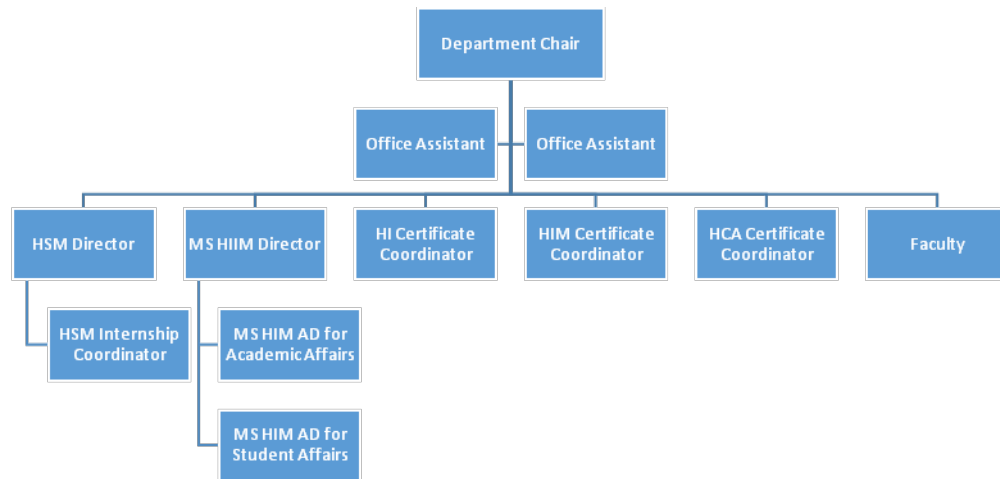 Department Chair
Office Assistant
Office Assistant
HSM Director
MS HIIM Director
HI Certificate
Coordinator
HIM Certificate
Coordinator
HCA Certificate
Coordinator
Faculty
HSM Internship
Coordinator
MS HIM AD for
Academic Affairs
MS HIM AD for
Student Affairs